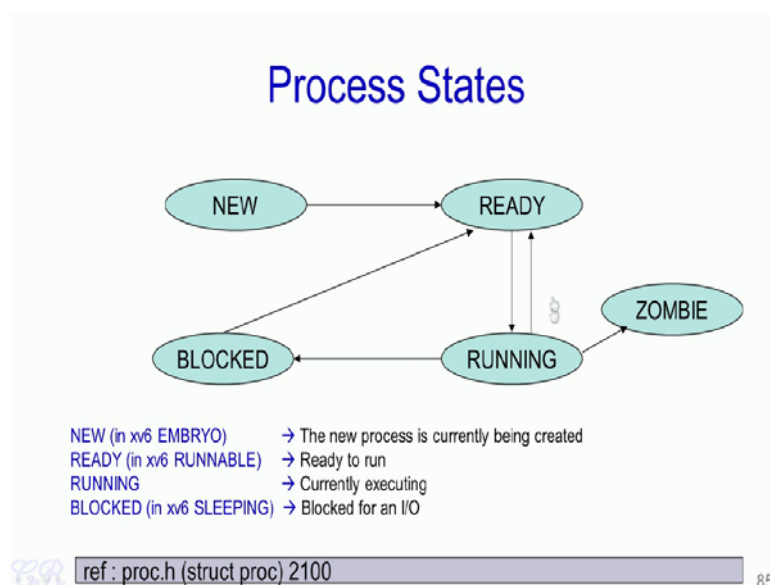 Process States
NEW
READY
ZOMBIE
BLOCKED
RUNNING
NEW (in xv6 EMBRYO) → The new process is currently being created
READY (in xv6 RUNNABLE) → Ready to run
RUNNING → Currently executing
BLOCKED (in xv6 SLEEPING) → Blocked for an I/O
CR ref : proc.h (struct proc) 2100